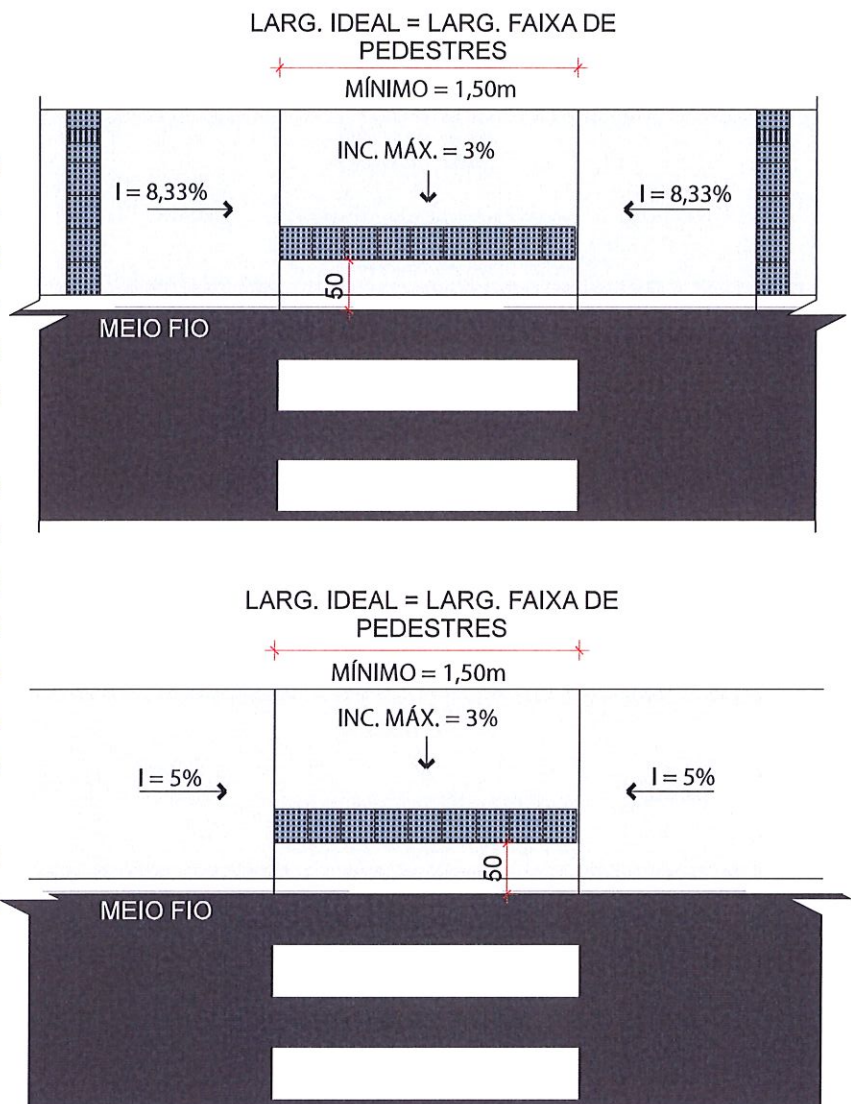 LARG. IDEAL = LARG. FAIXA DE
PEDESTRES
MÍNIMO = 1,50m
INC. MÁX. = 3%
I = 8,33%
I = 8,33%
50
MEIO FIO
LARG. IDEAL = LARG. FAIXA DE
PEDESTRES
MÍNIMO = 1,50m
INC. MÁX. = 3%
I = 5%
I = 5%
50
MEIO FIO